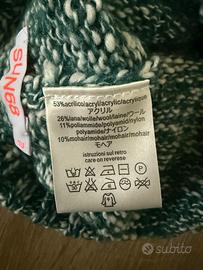 SUN68
53%acrilico/acrylic/acrylique/acrílico
アクリル
26%lana/wolle/wool/laine/ウール
11%poliammide/polyamid/nylon
polyamide/ナイロン
10%mohair/mohair/mohair/mohair
モヘア
istruzioni sul retro
care on reverese
subito